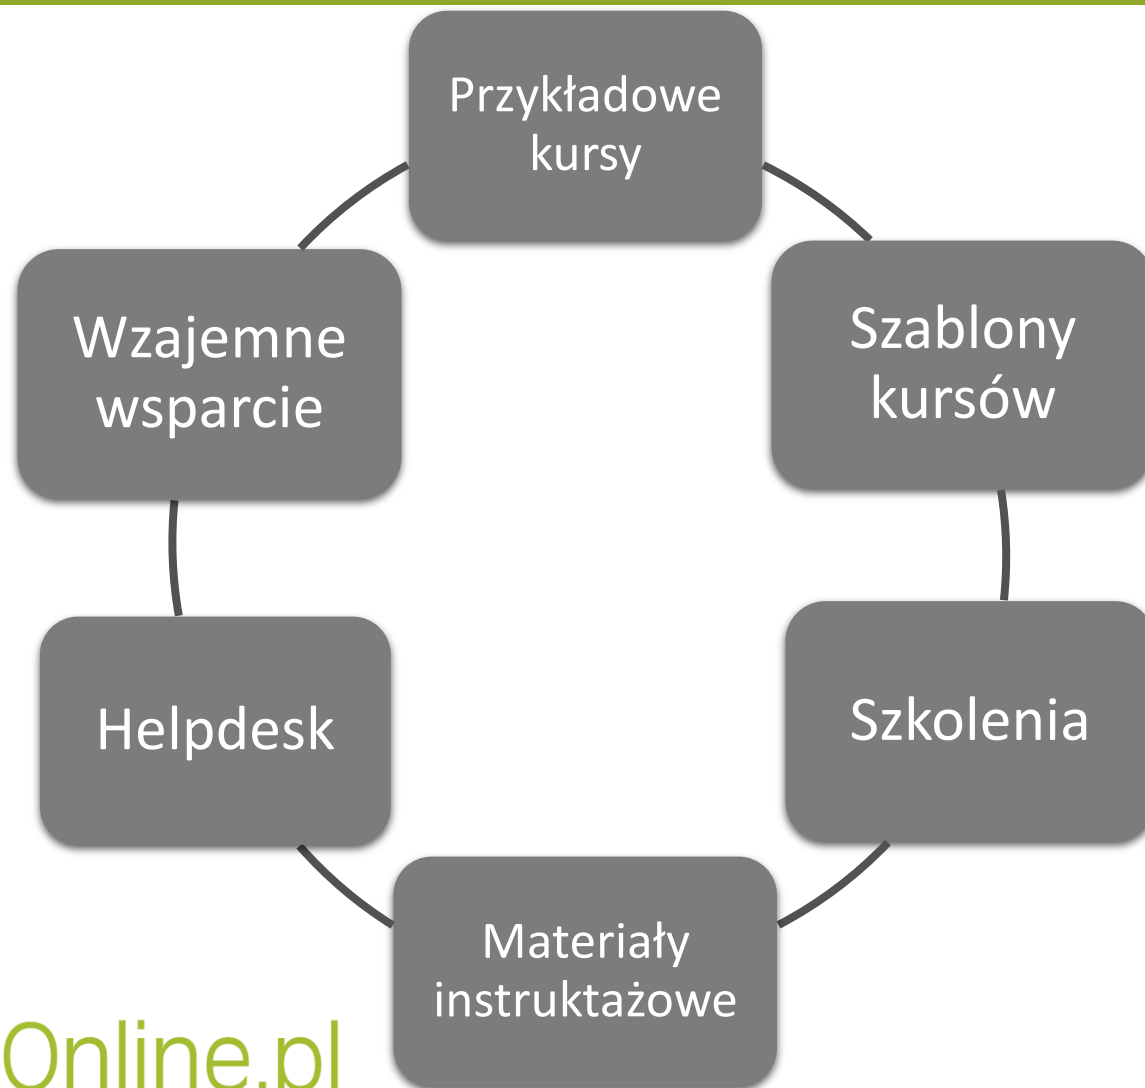 Przykładowe
kursy
Szablony
kursów
Szkolenia
Materiały
instruktażowe
Helpdesk
Wzajemne
wsparcie
Online.pl